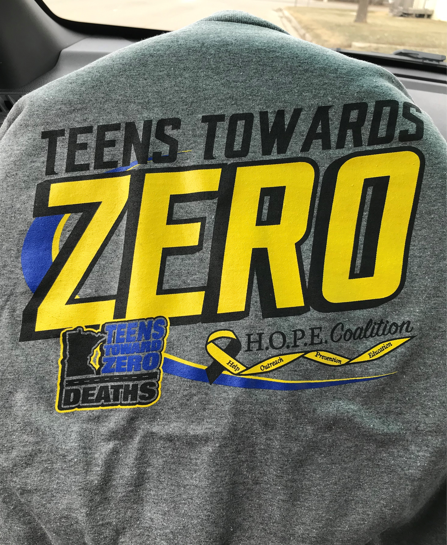 TEENS TOWARDS
ZERO
TEENS
TOWARD
ZERO
DEATHS
H.O.P.E. Coalition
Help Outreach Prevention Education